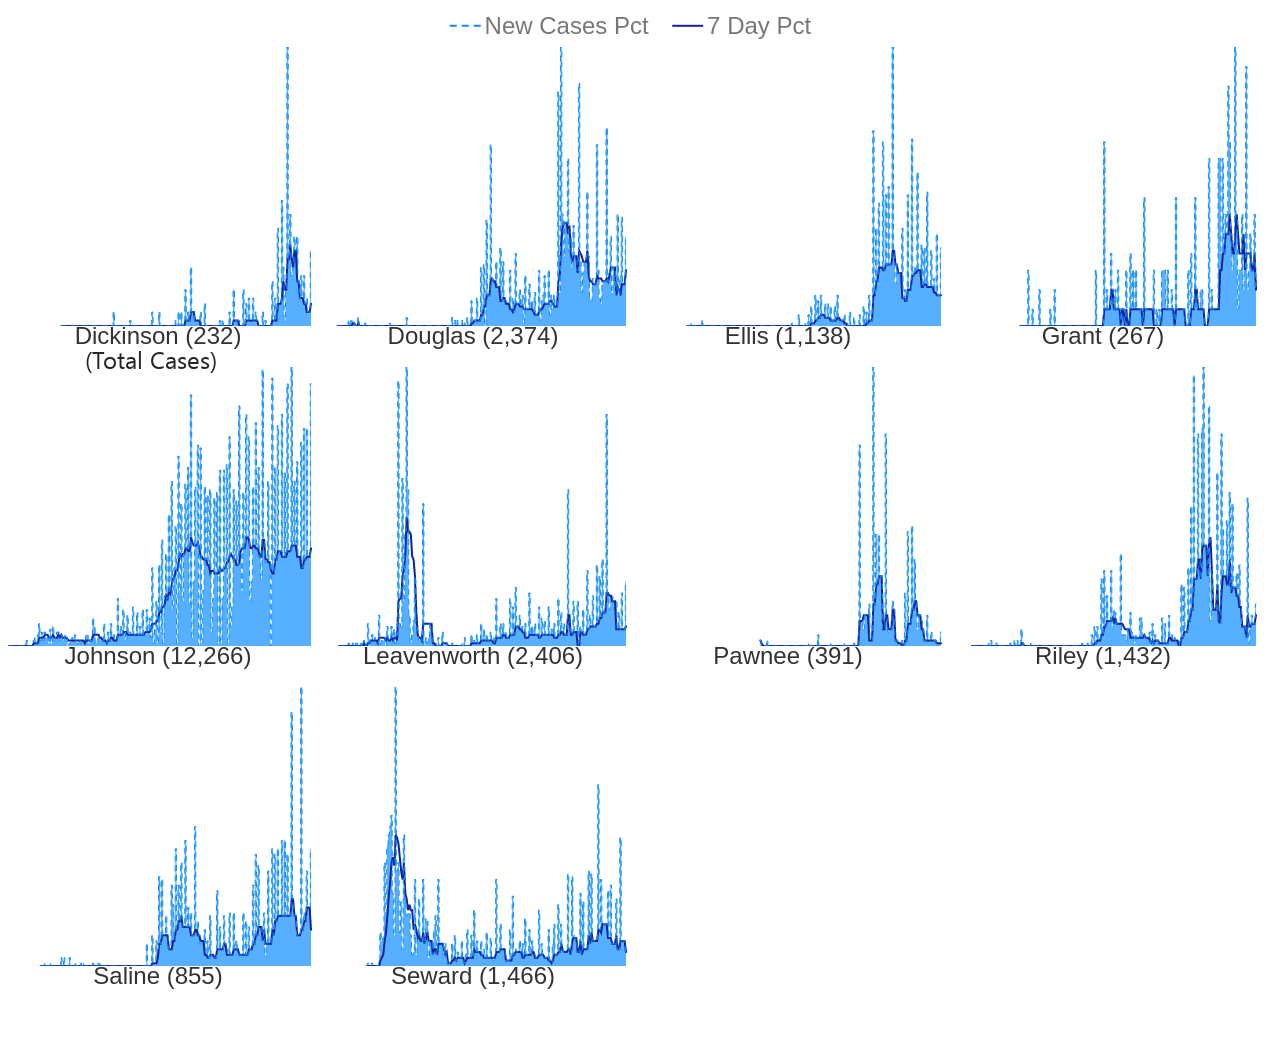 New Cases Pct 7 Day Pct
Dickinson (232) Douglas (2,374) Ellis (1,138) Grant (267)
(Total Cases)
Johnson (12,266) Leavenworth (2,406) Pawnee (391) Riley (1,432)
Saline (855) Seward (1,466)